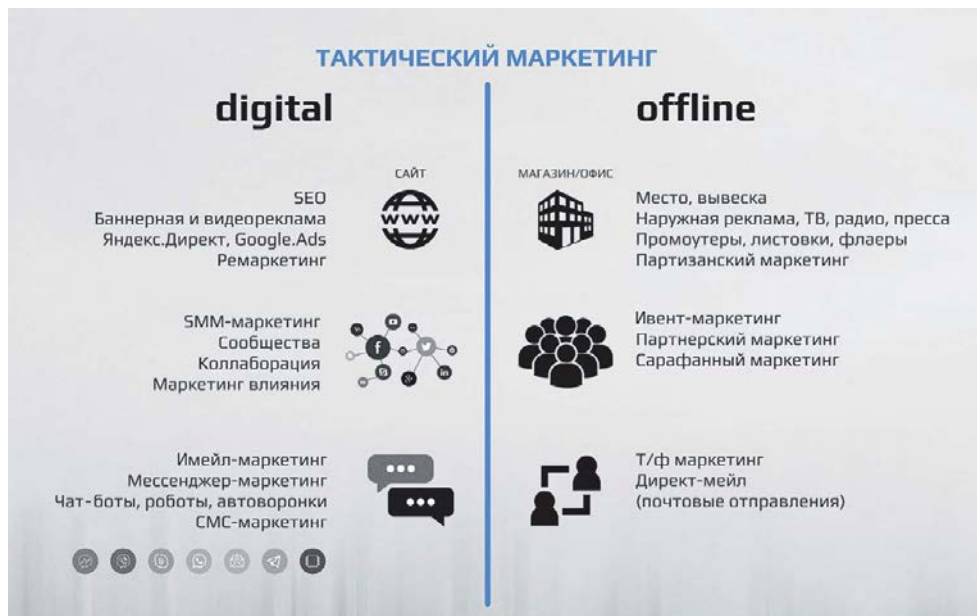 ТАКТИЧЕСКИЙ МАРКЕТИНГ
digital
САЙТ
SEO
Баннерная и видеореклама
Яндекс.Директ, Google.Ads
Ремаркетинг
www
SMM-маркетинг
Сообщества
Коллаборация
Маркетинг влияния
Имейл-маркетинг
Мессенджер-маркетинг
Чат-боты, роботы, автоворонки
СМС-маркетинг
offline
МАГАЗИН/ОФИС
Место, вывеска
Наружная реклама, ТВ, радио, пресса
Промоутеры, листовки, флаеры
Партизанский маркетинг
Ивент-маркетинг
Партнерский маркетинг
Сарафанный маркетинг
Т/ф маркетинг
Директ-мейл
(почтовые отправления)